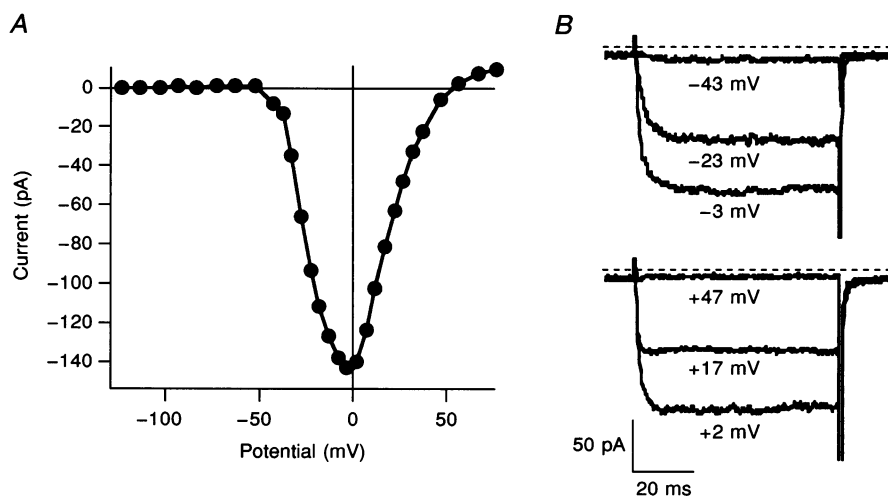 A
Current (pA)
0
−20
−40
−60
−80
−100
−120
−140
−100
−50
0
50
Potential (mV)
B
−43 mV
−23 mV
−3 mV
+47 mV
+17 mV
+2 mV
50 pA
20 ms